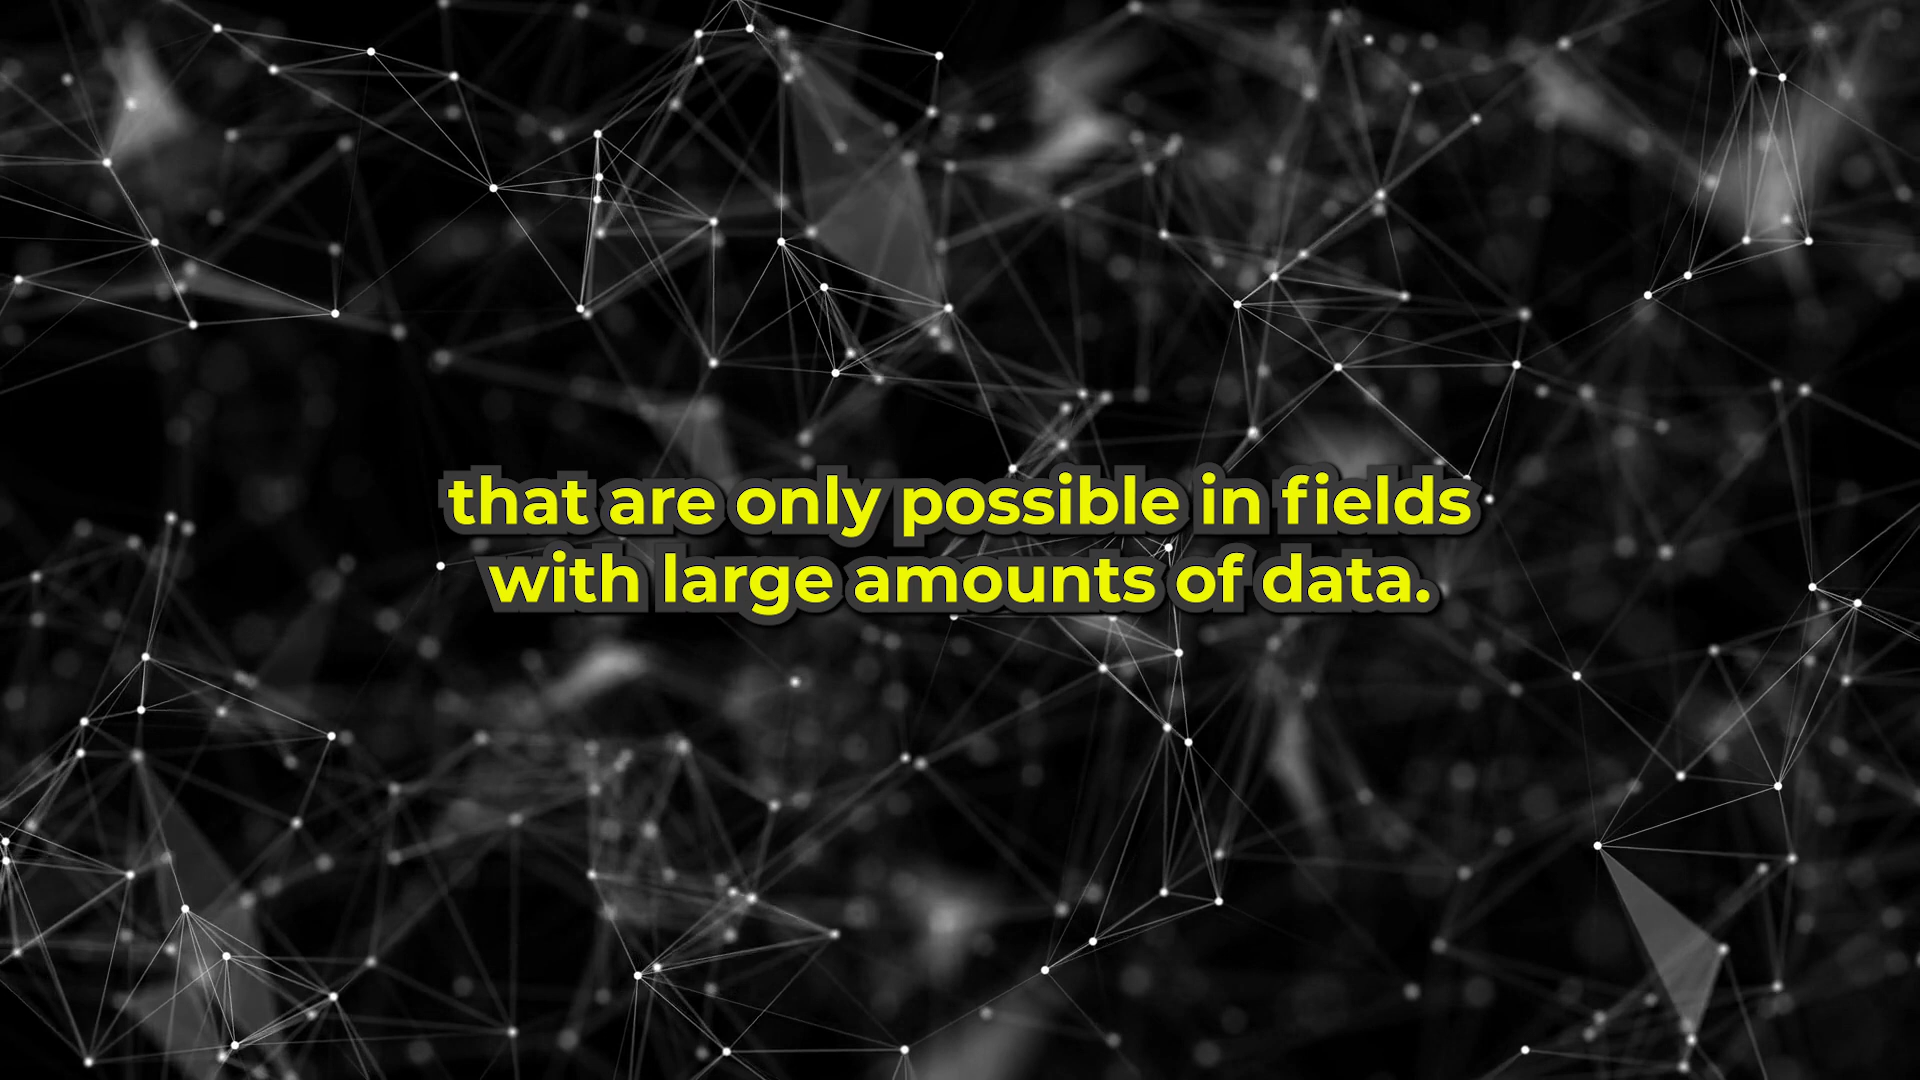 that are only possible in fields
with large amounts of data.